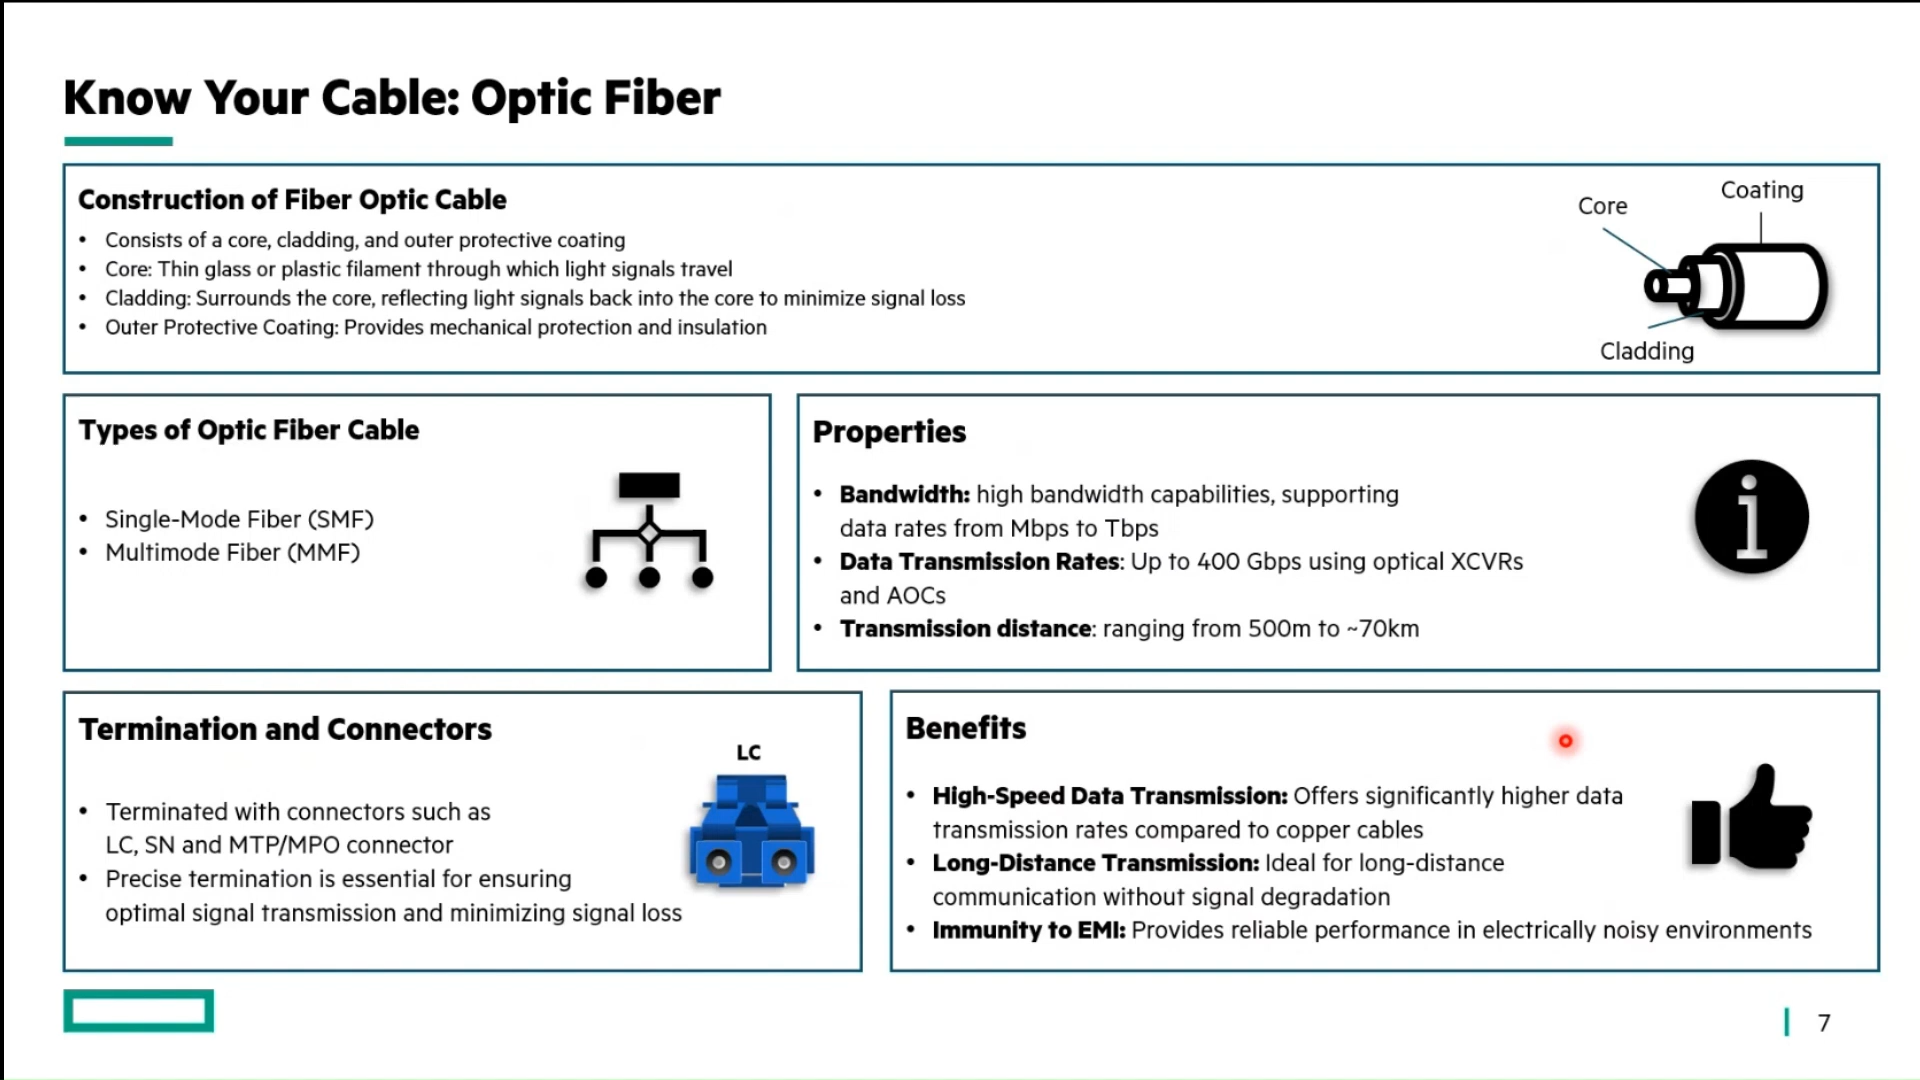 Know Your Cable: Optic Fiber
Construction of Fiber Optic Cable
• Consists of a core, cladding, and outer protective coating
• Core: Thin glass or plastic filament through which light signals travel
• Cladding: Surrounds the core, reflecting light signals back into the core to minimize signal loss
• Outer Protective Coating: Provides mechanical protection and insulation
Core
Coating
Cladding
Types of Optic Fiber Cable
• Single-Mode Fiber (SMF)
• Multimode Fiber (MMF)
Properties
• Bandwidth: high bandwidth capabilities, supporting
data rates from Mbps to Tbps
• Data Transmission Rates: Up to 400 Gbps using optical XCVRs
and AOCs
• Transmission distance: ranging from 500m to ~70km
i
Termination and Connectors
LC
• Terminated with connectors such as
LC, SN and MTP/MPO connector
• Precise termination is essential for ensuring
optimal signal transmission and minimizing signal loss
Benefits
• High-Speed Data Transmission: Offers significantly higher data
transmission rates compared to copper cables
• Long-Distance Transmission: Ideal for long-distance
communication without signal degradation
• Immunity to EMI: Provides reliable performance in electrically noisy environments
7